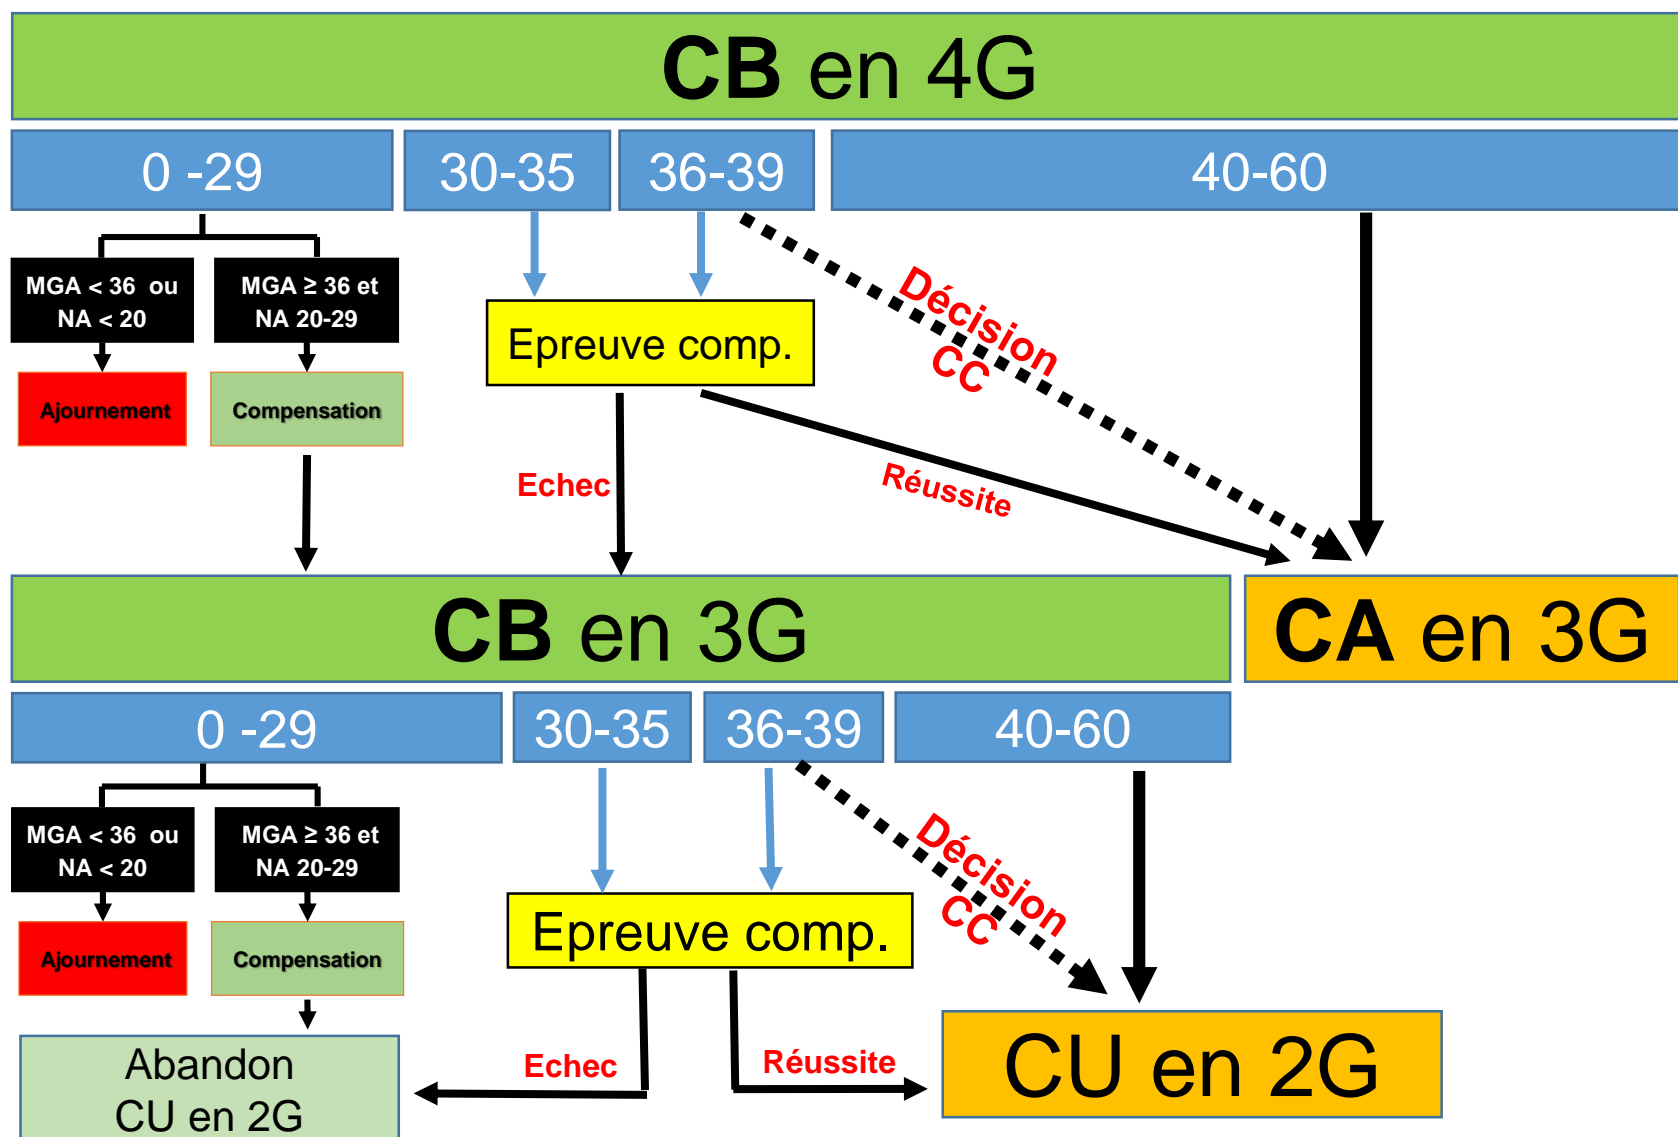 CB en 4G
0 -29
30-35
36-39
40-60
MGA < 36 ou
NA < 20
MGA ≥ 36 et
NA 20-29
Epreuve comp.
Décision
CC
Ajournement
Compensation
Echec
Réussite
CB en 3G
CA en 3G
0 -29
30-35
36-39
40-60
MGA < 36 ou
NA < 20
MGA ≥ 36 et
NA 20-29
Décision
CC
Epreuve comp.
Ajournement
Compensation
Abandon
CU en 2G
Echec
Réussite
CU en 2G